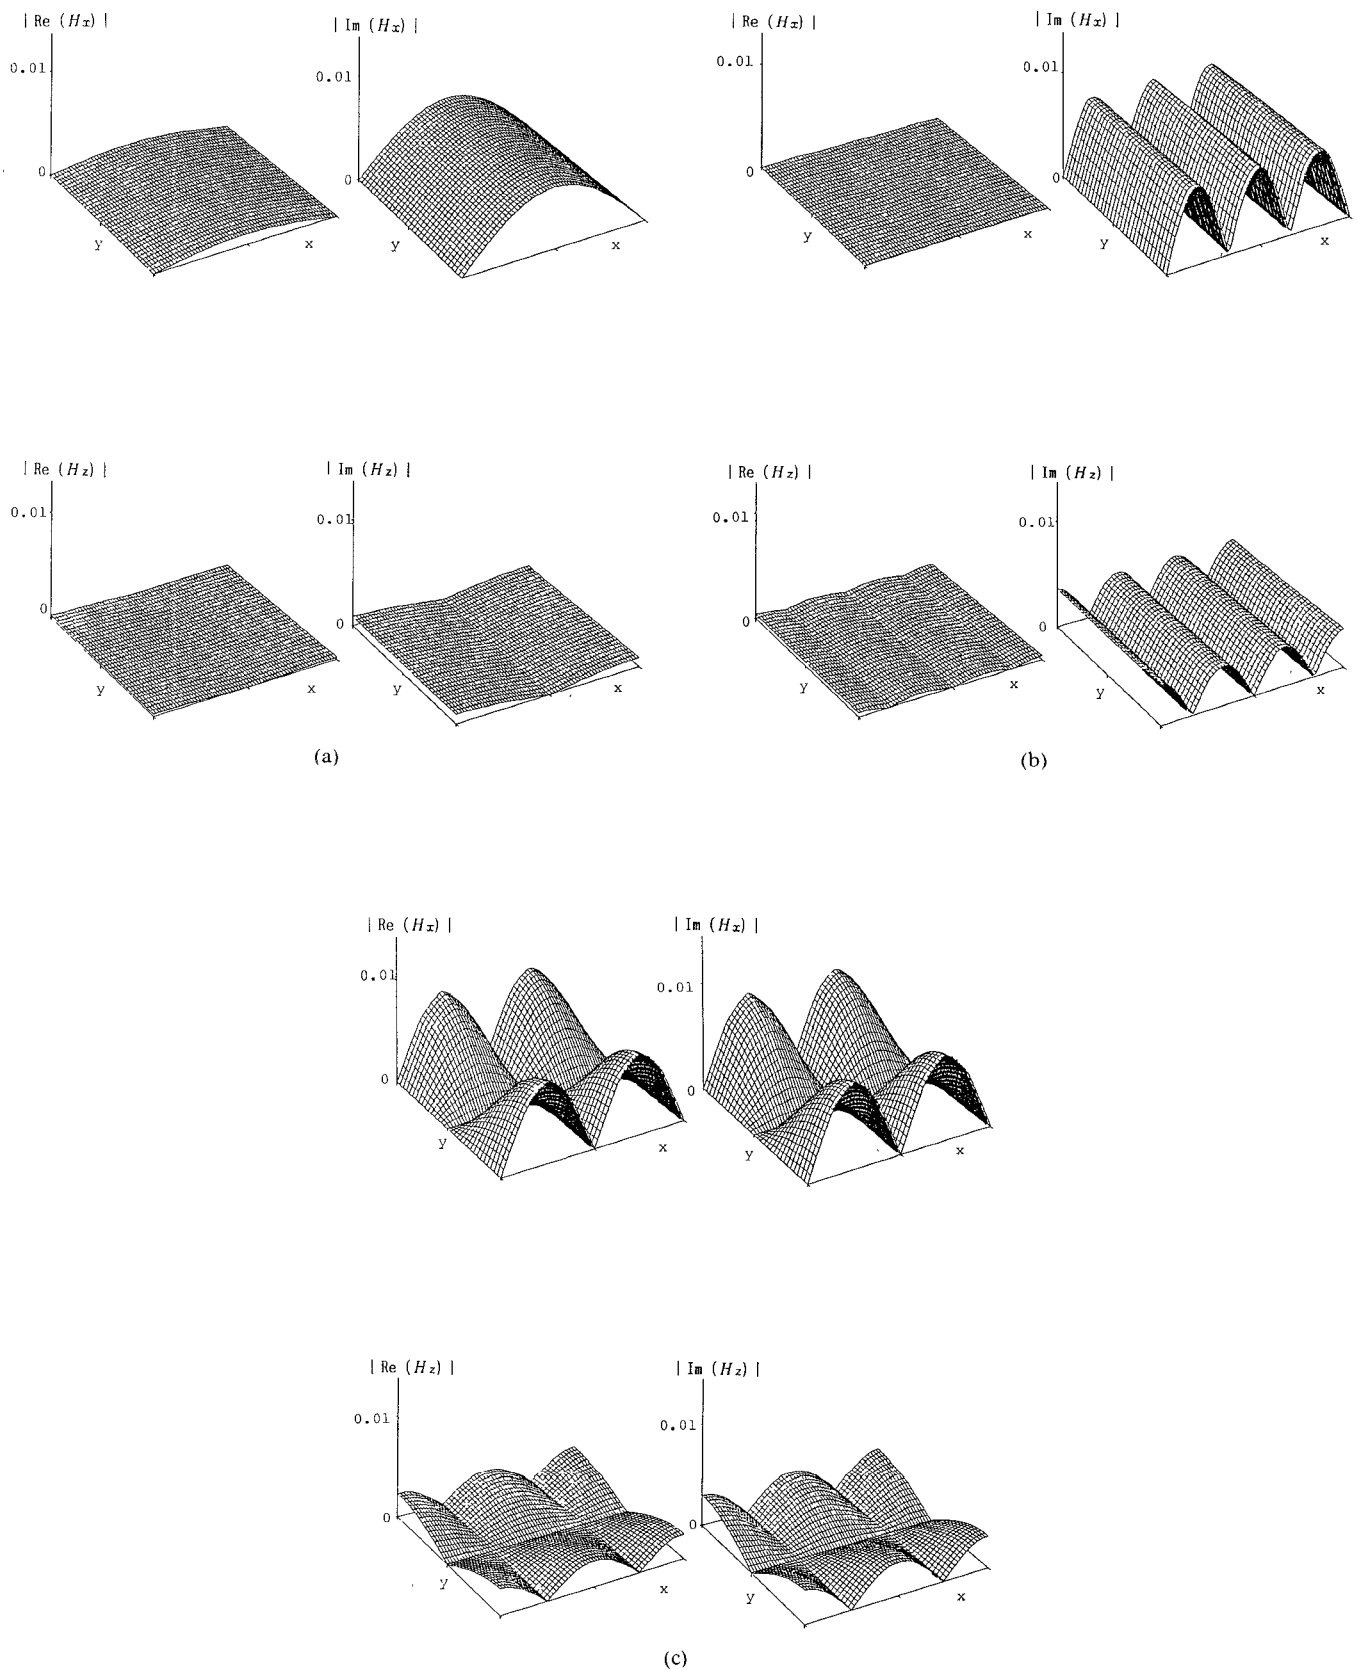 | Re (Hx) |
0.01
0
y
x
| Im (Hx) |
0.01
0
y
x
| Re (Hx) |
0.01
0
y
x
| Im (Hx) |
0.01
0
y
x
| Re (Hz) |
0.01
0
y
x
| Im (Hz) |
0.01
0
y
x
(a)
| Re (Hz) |
0.01
0
y
x
| Im (Hz) |
0.01
0
y
x
(b)
| Re (Hx) |
0.01
0
y
x
| Im (Hx) |
0.01
0
y
x
| Re (Hz) |
0.01
0
y
x
| Im (Hz) |
0.01
0
y
x
(c)